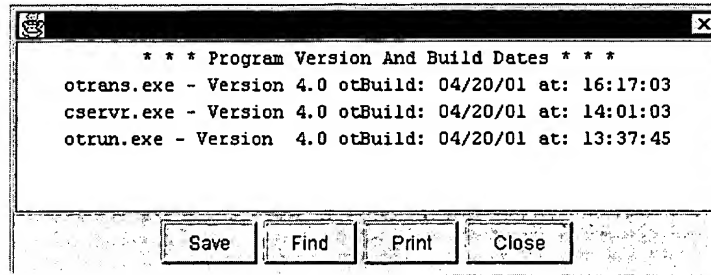 * * * Program Version And Build Dates * * *
otrans.exe - Version 4.0 otBuild: 04/20/01 at: 16:17:03
cservr.exe - Version 4.0 otBuild: 04/20/01 at: 14:01:03
otrun.exe - Version  4.0 otBuild: 04/20/01 at: 13:37:45
Save Find Print Close